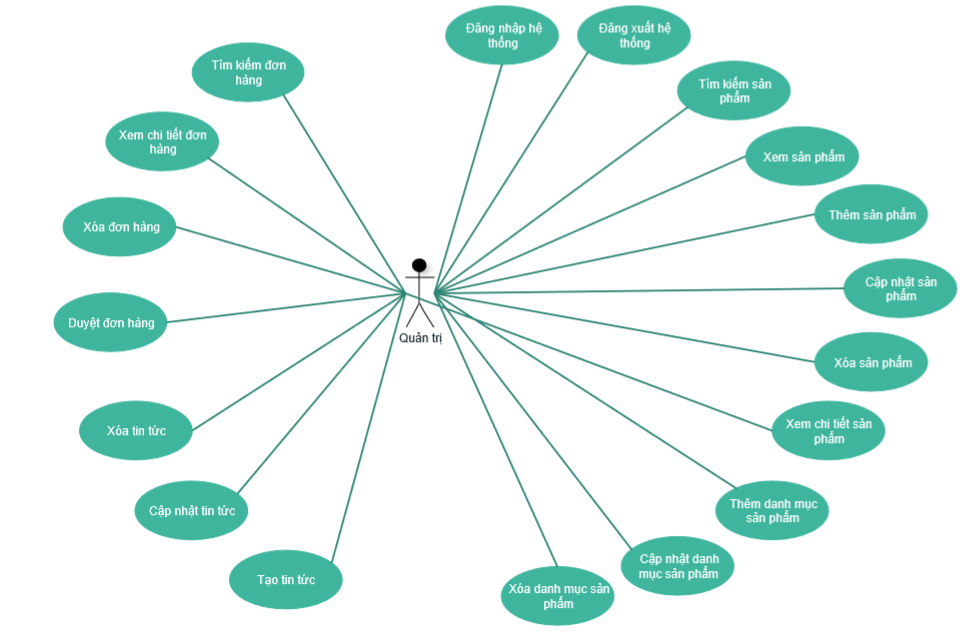 Đăng nhập hệ
thống
Đăng xuất hệ
thống
Tìm kiếm đơn
hàng
Tìm kiếm sản
phẩm
Xem chi tiết đơn
hàng
Xem sản phẩm
Xóa đơn hàng
Thêm sản phẩm
Cập nhật sản
phẩm
Duyệt đơn hàng
Quản trị
Xóa sản phẩm
Xóa tin tức
Xem chi tiết sản
phẩm
Cập nhật tin tức
Thêm danh mục
sản phẩm
Tạo tin tức
Cập nhật danh
mục sản phẩm
Xóa danh mục sản
phẩm